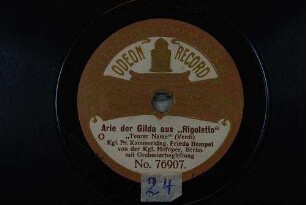 ODEON RECORD
Arie der Gilda aus „Rigoletto“
O „Teurer Name“ (Verdi)
Kgl. Pr. Kammersäng. Frieda Hempel
von der Kgl. Hofoper, Berlin
mit Orchesterbegleitung
No. 76907.
24